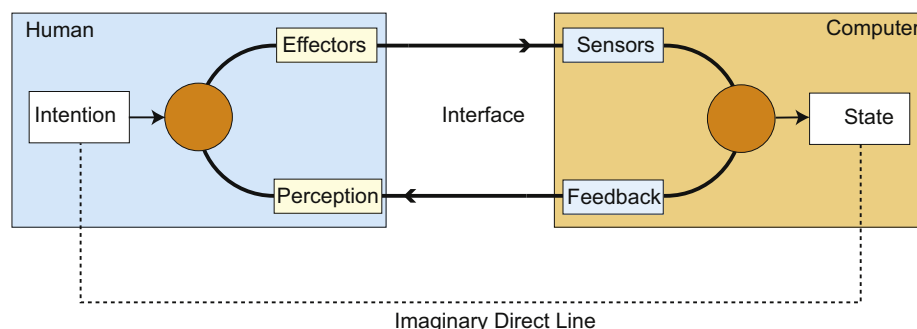 Human
Computer
Effectors
Sensors
Intention
Interface
State
Perception
Feedback
Imaginary Direct Line